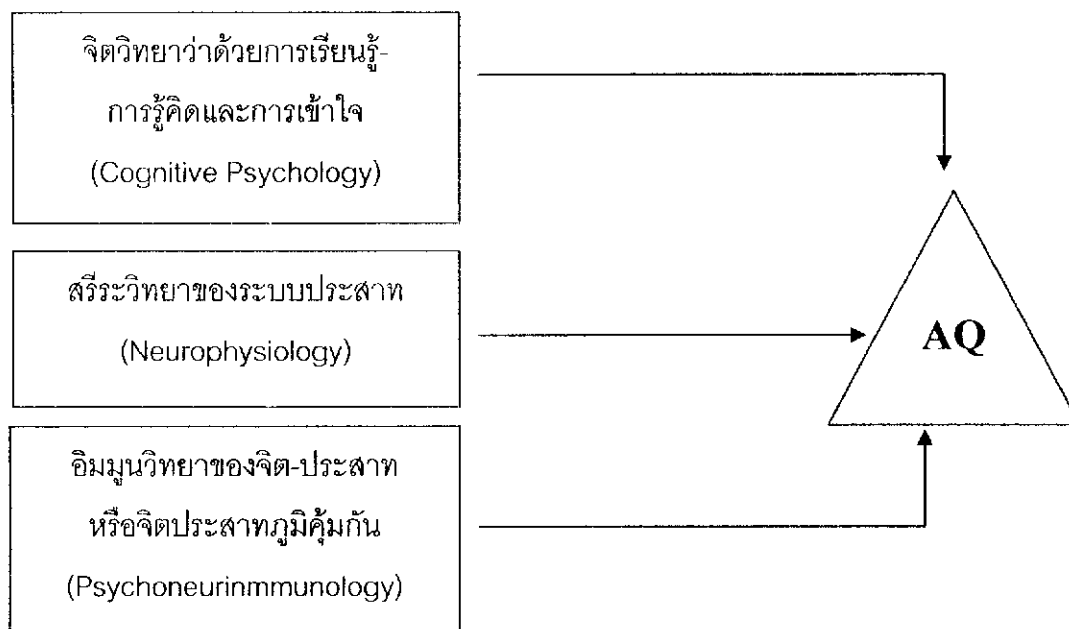 จิตวิทยาว่าด้วยการเรียนรู้-
การรู้คิดและการเข้าใจ
(Cognitive Psychology)
สรีระวิทยาของระบบประสาท
(Neurophysiology)
AQ
อิมมูนวิทยาของจิต-ประสาท
หรือจิตประสาทภูมิคุ้มกัน
(Psychoneurinmmunology)